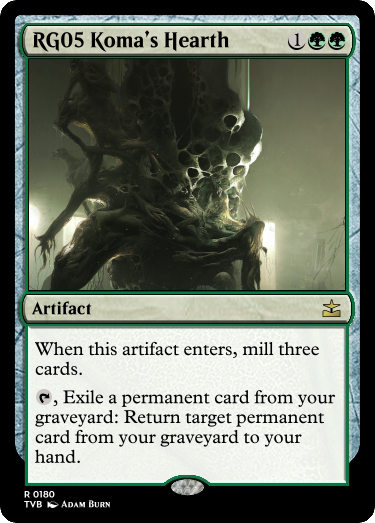 RG05 Koma's Hearth 1
Artifact
When this artifact enters, mill three
cards.
, Exile a permanent card from your
graveyard: Return target permanent
card from your graveyard to your
hand.
R 0180
TVB Adam Burn